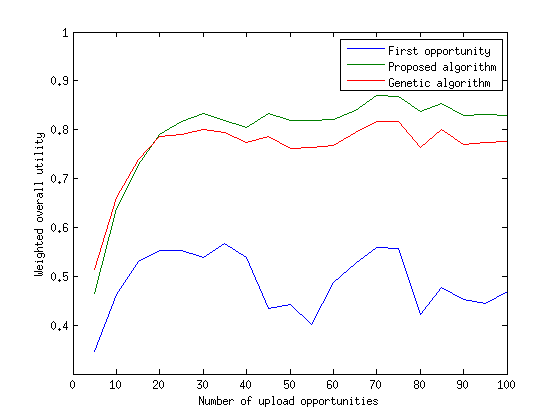 1
First opportunity
Proposed algorithm
Genetic algorithm
0.9
0.8
0.7
0.6
0.5
0.4
Weighted overall utility
0 10 20 30 40 50 60 70 80 90 100
Number of upload opportunities